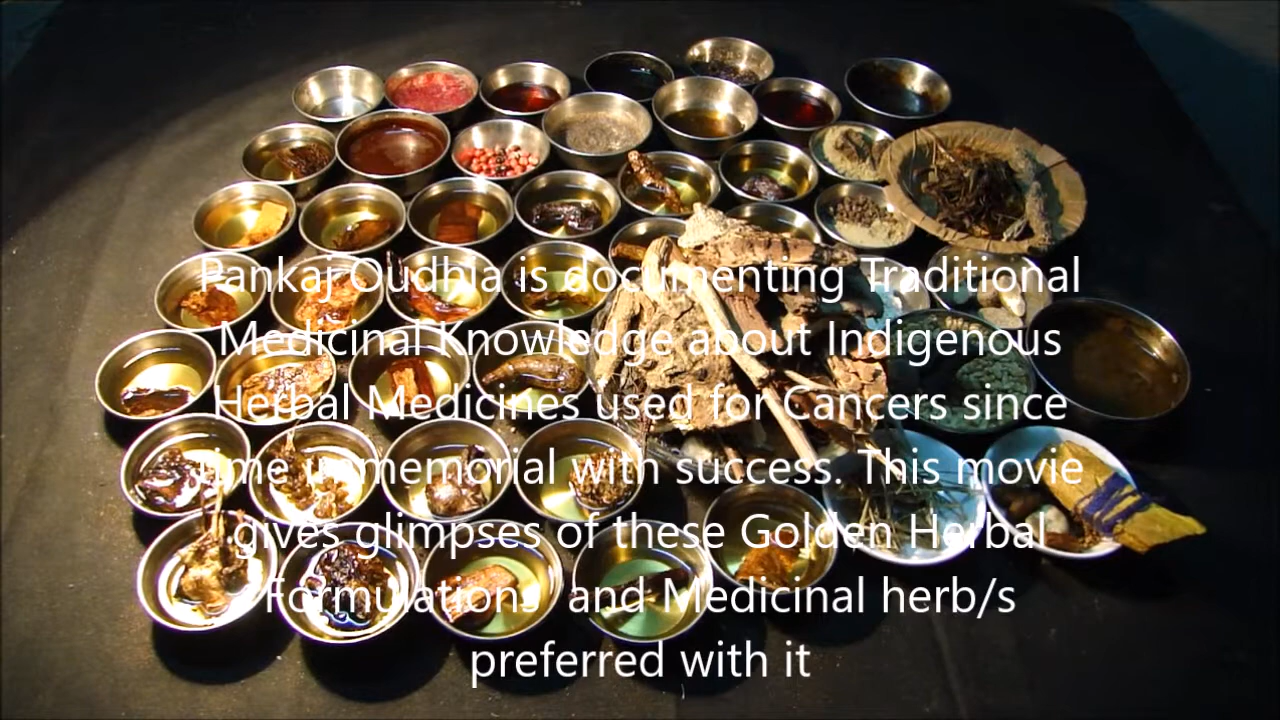 Pankaj Oudhia is documenting Traditional
Medicinal Knowledge about Indigenous
Herbal Medicines used for Cancers since
time immemorial with success. This movie
gives glimpses of these Golden Herbal
Formulations and Medicinal herb/s
preferred with it